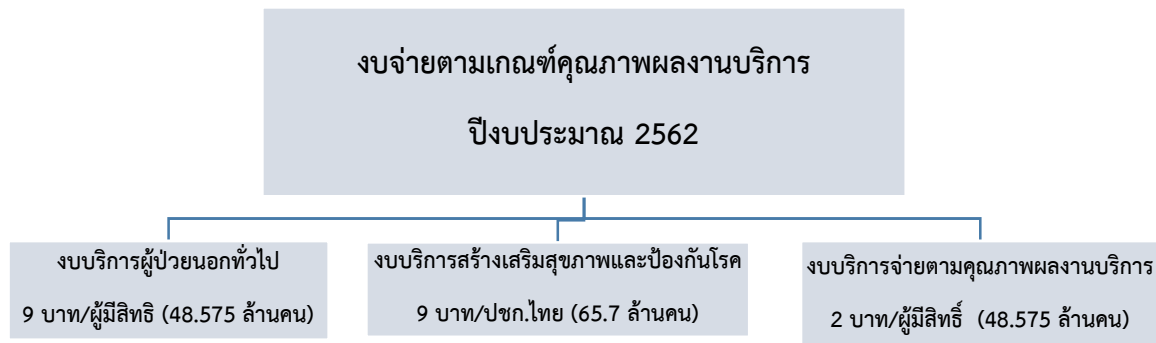 งบจ่ายตามเกณฑ์คุณภาพผลงานบริการ
ปีงบประมาณ 2562
งบบริการผู้ป่วยนอกทั่วไป
9 บาท/ผู้มีสิทธิ (48.575 ล้านคน)
งบบริการสร้างเสริมสุขภาพและป้องกันโรค
9 บาท/ปชก.ไทย (65.7 ล้านคน)
งบบริการจ่ายตามคุณภาพผลงานบริการ
2 บาท/ผู้มีสิทธิ์ (48.575 ล้านคน)